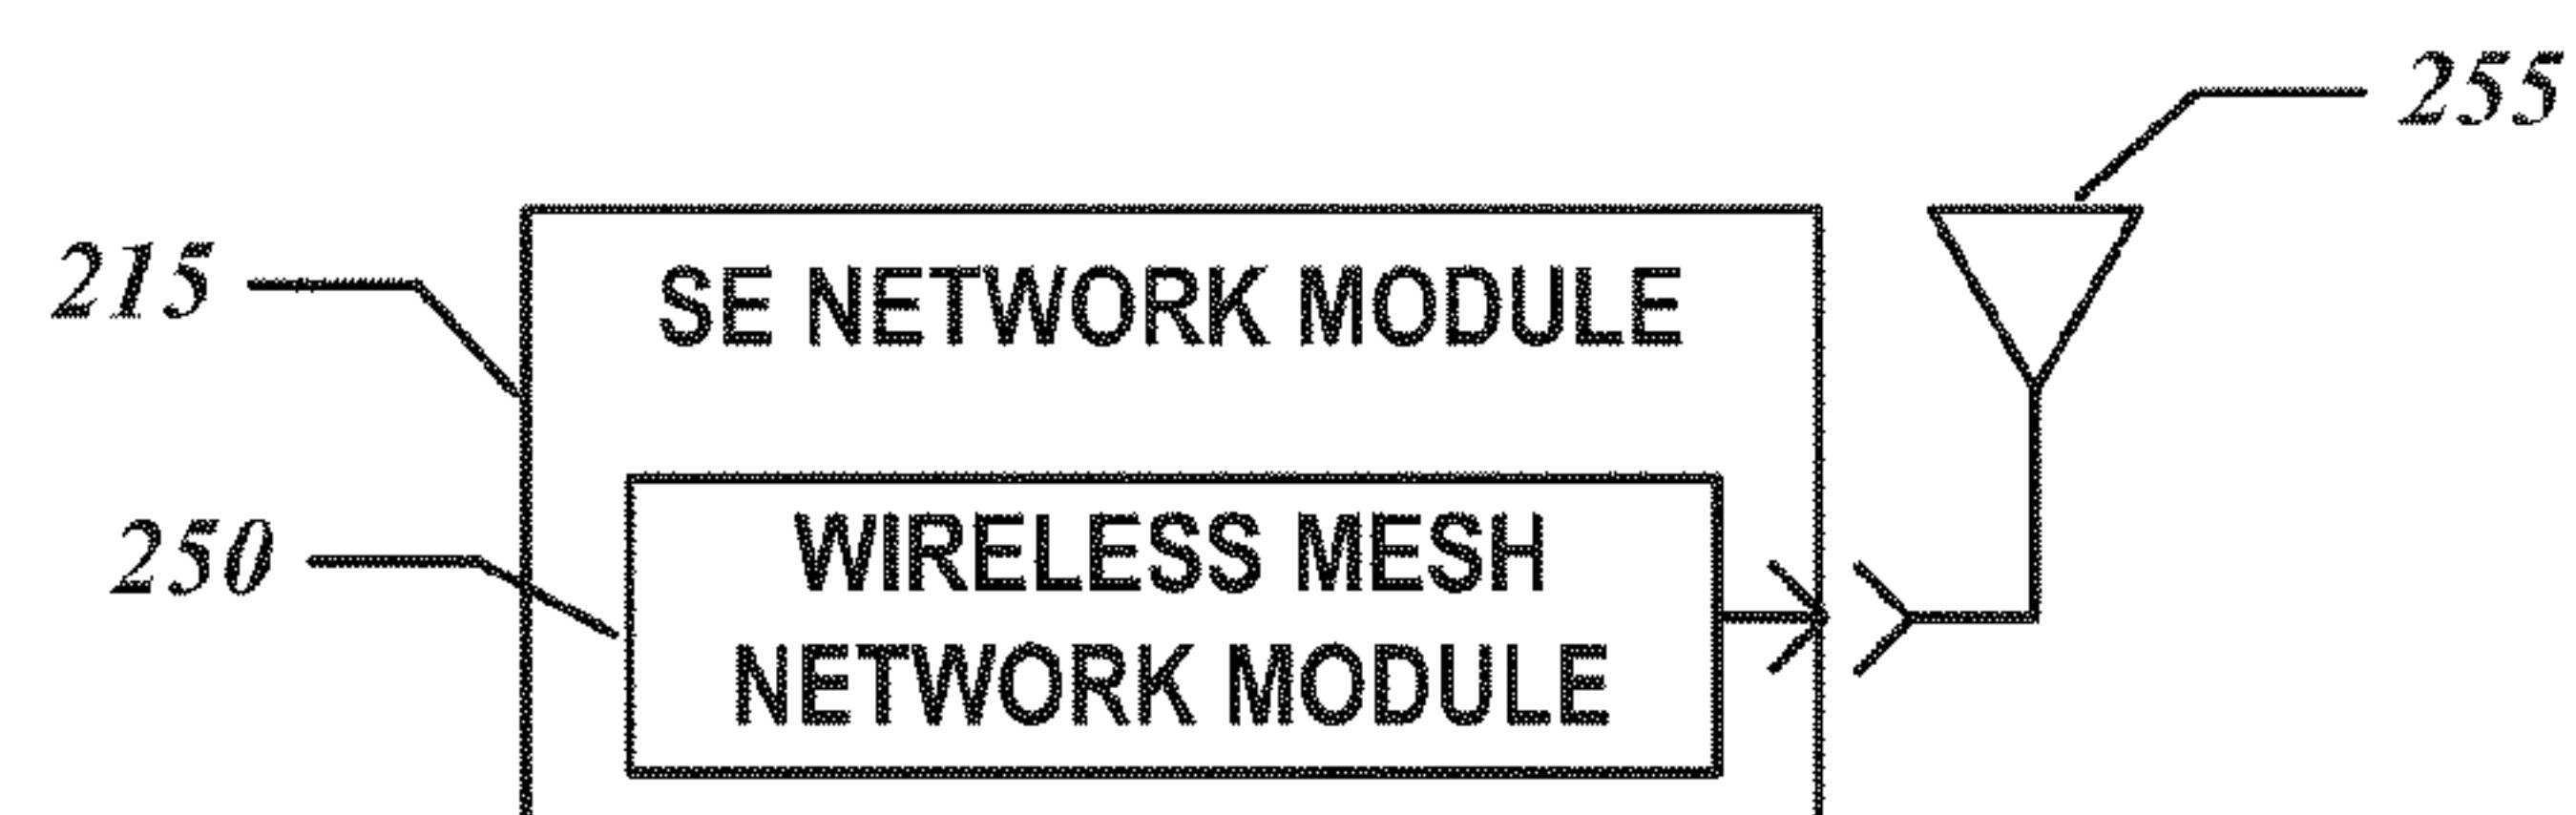 255
215
SE NETWORK MODULE
250
WIRELESS MESH
NETWORK MODULE